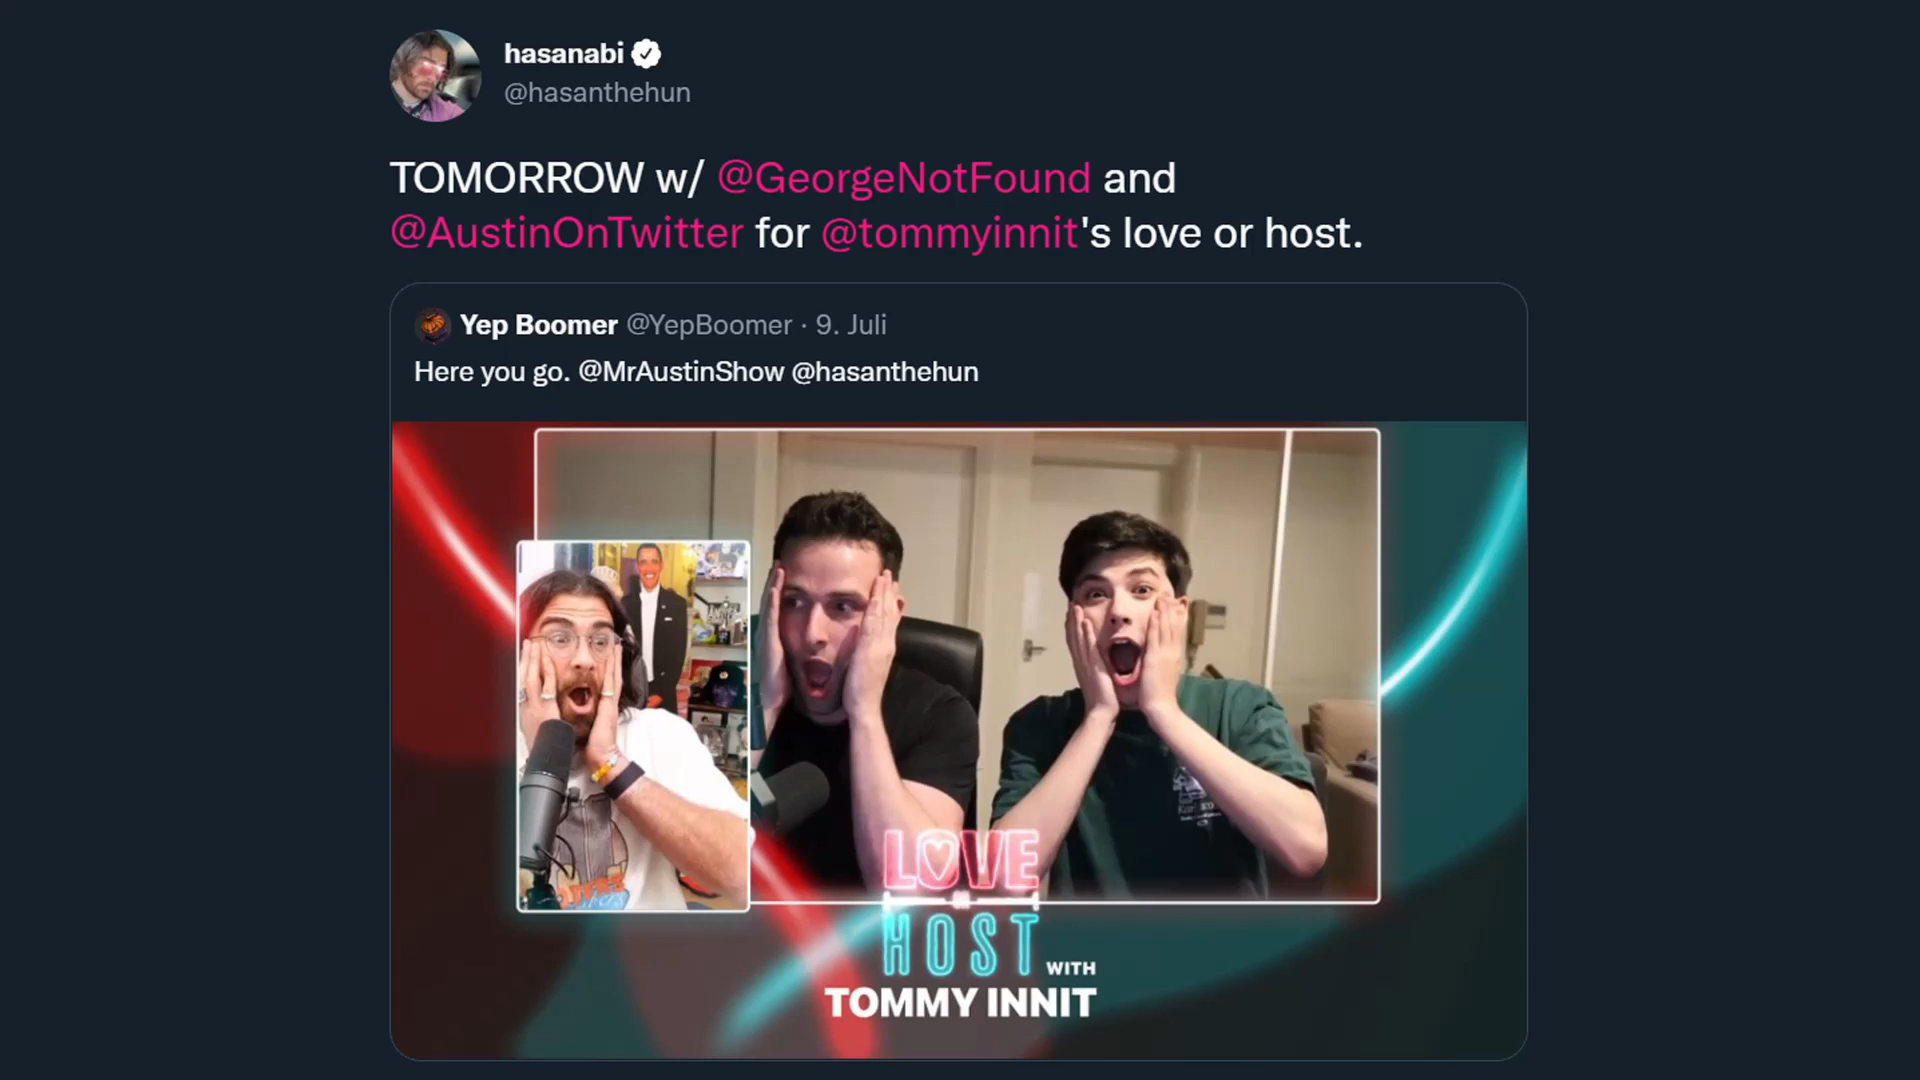 hasanabi
@hasanthehun
TOMORROW w/ @GeorgeNotFound and
@AustinOnTwitter for @tommyinnit's love or host.
Yep Boomer @YepBoomer · 9. Juli
Here you go. @MrAustinShow @hasanthehun
LOVE
HOST WITH
TOMMY INNIT